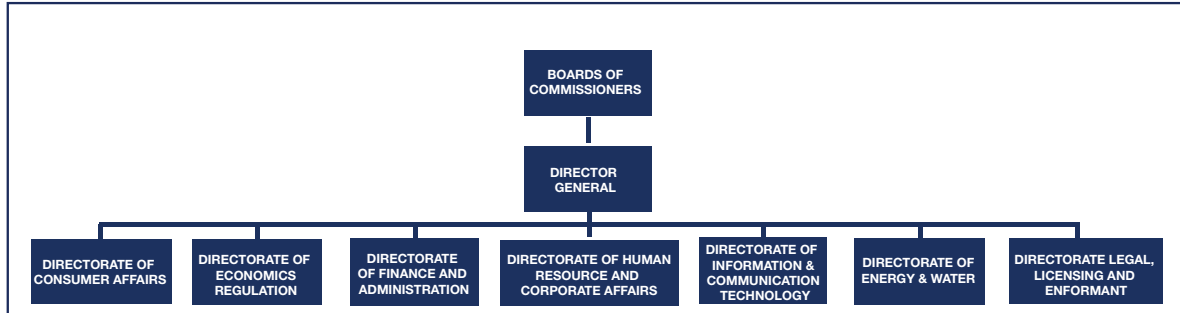 BOARDS OF
COMMISSIONERS
DIRECTOR
GENERAL
DIRECTORATE OF
CONSUMER AFFAIRS
DIRECTORATE OF
ECONOMICS
REGULATION
DIRECTORATE
OF FINANCE AND
ADMINISTRATION
DIRECTORATE OF HUMAN
RESOURCE AND
CORPORATE AFFAIRS
DIRECTORATE OF
INFORMATION &
COMMUNICATION
TECHNOLOGY
DIRECTORATE OF
ENERGY & WATER
DIRECTORATE LEGAL,
LICENSING AND
ENFORMANT